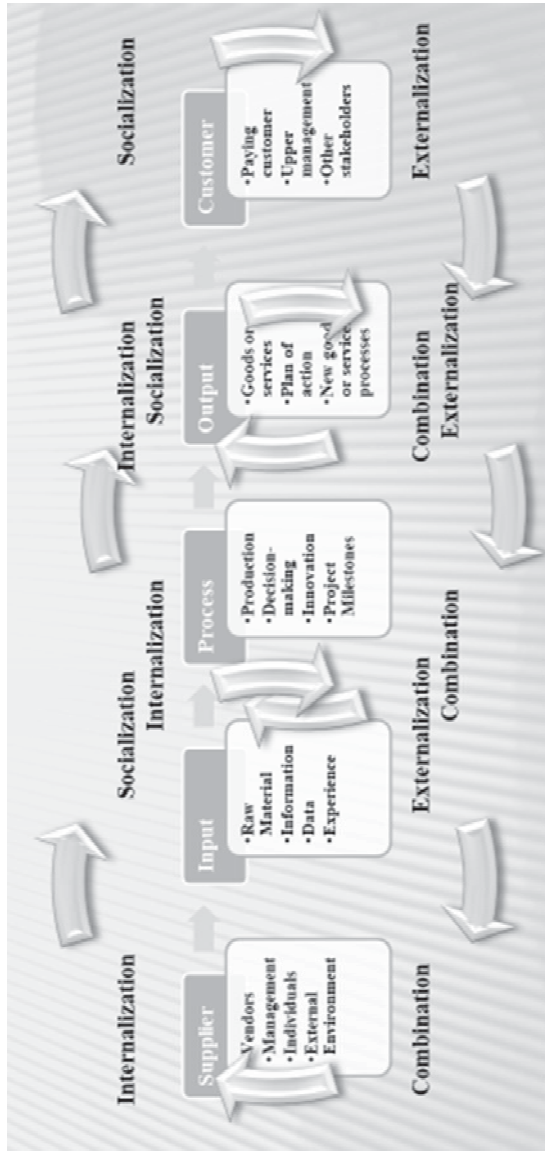 Internalization
Socialization
Internalization
Internalization
Socialization
Socialization
Supplier
Input
Process
Output
Customer
Vendors
• Management
• Individuals
• External
Environment
• Raw
Material
• Information
• Data
• Experience
• Production
• Decision-
making
• Innovation
• Project
Milestones
• Goods or
services
• Plan of
action
• New good
or service
processes
• Paying
customer
• Upper
management
• Other
stakeholders
Combination
Externalization
Combination
Combination
Externalization
Externalization